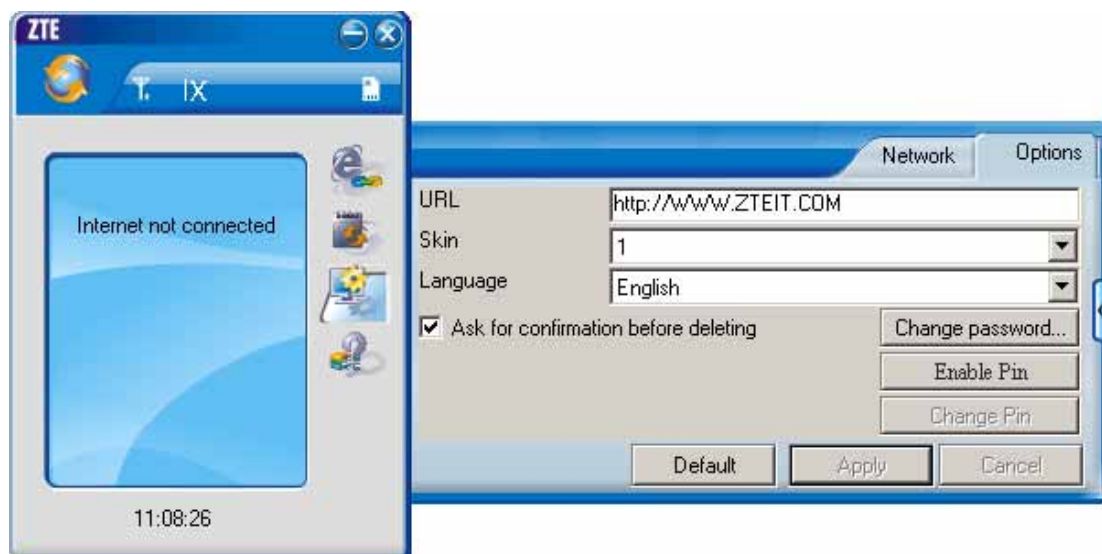 ZTE
IX
Internet not connected
11:08:26
Network Options
URL http://WWW.ZTEIT.COM
Skin 1
Language English
Ask for confirmation before deleting Change password...
Enable Pin
Change Pin
Default Apply Cancel